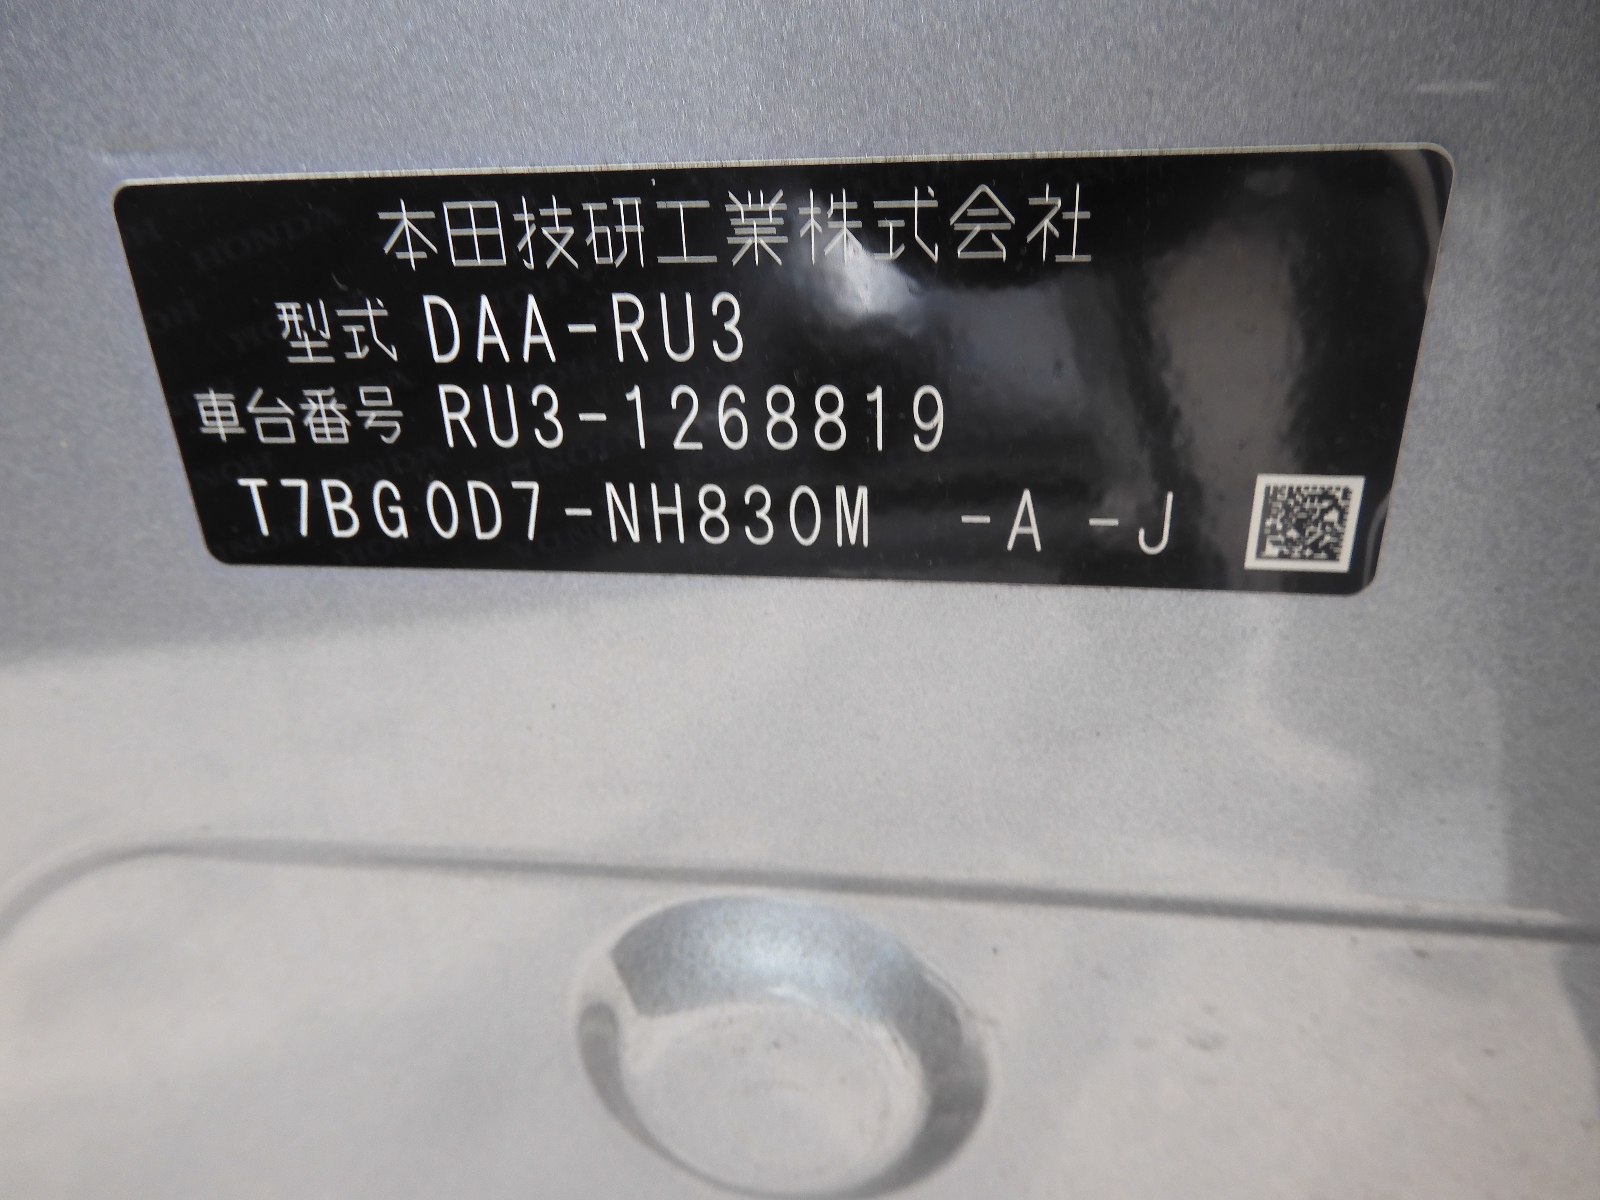 本田技研工業株式会社
型式 DAA-RU3
車台番号 RU3-1268819
T7BG0D7-NH830M -A -J